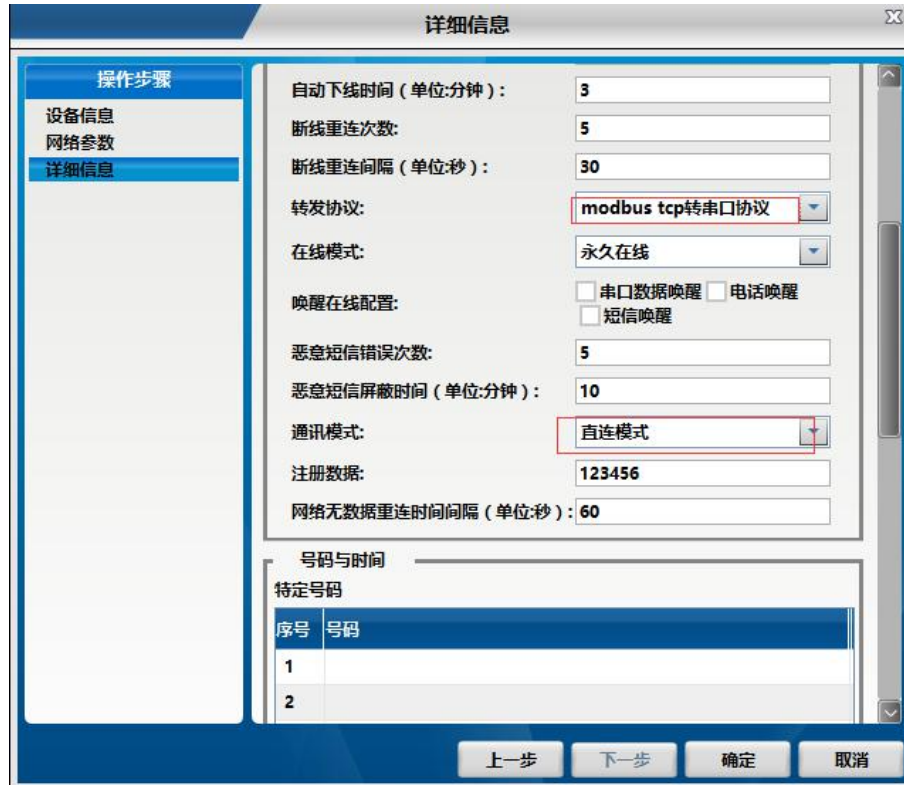 详细信息
操作步骤
设备信息
网络参数
详细信息
自动下线时间(单位:分钟): 3
断线重连次数: 5
断线重连间隔(单位:秒): 30
转发协议: modbus tcp转串口协议
在线模式: 永久在线
唤醒在线配置: 串口数据唤醒 电话唤醒
短信唤醒
恶意短信错误次数: 5
恶意短信屏蔽时间(单位:分钟): 10
通讯模式: 直连模式
注册数据: 123456
网络无数据重连时间间隔(单位:秒): 60
号码与时间
特定号码
序号 号码
1
2
上一步 下一步 确定 取消